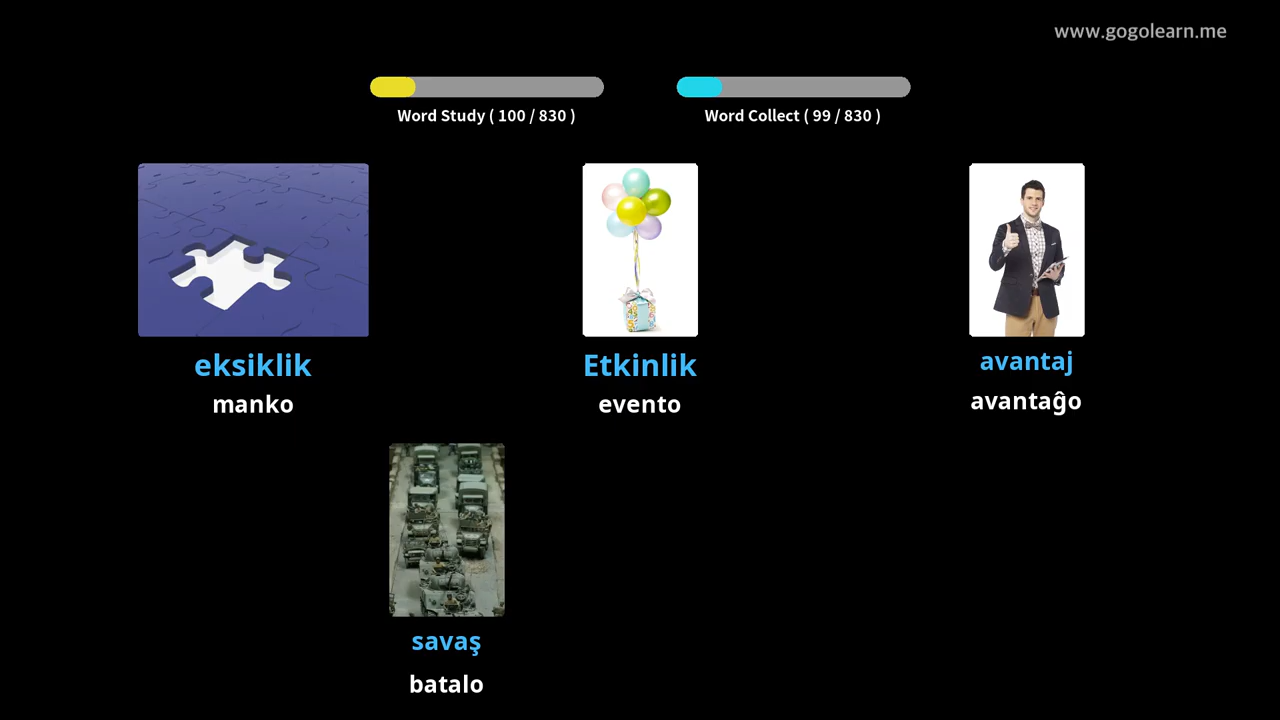 www.gogolearn.me
Word Study ( 100 / 830 )
Word Collect ( 99 / 830 )
eksiklik
manko
Etkinlik
evento
avantaj
avantaĝo
savaş
batalo